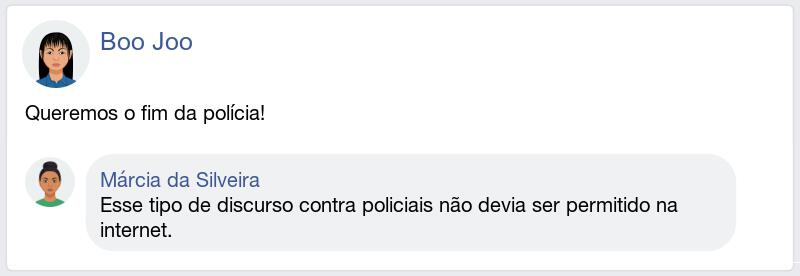 Boo Joo
Queremos o fim da polícia!
Márcia da Silveira
Esse tipo de discurso contra policiais não devia ser permitido na
internet.